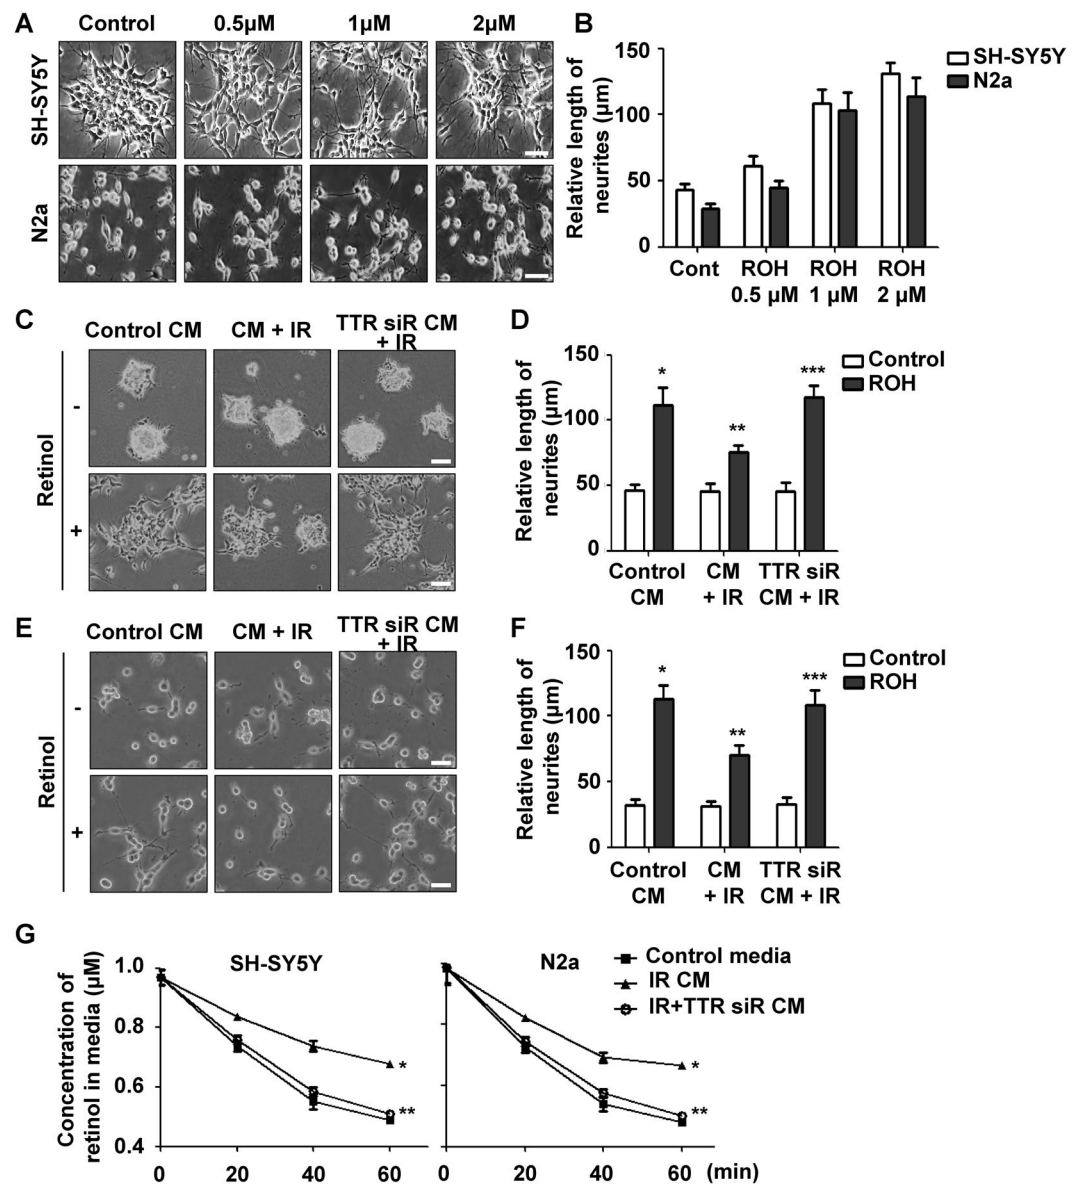 A
Control
0.5μM
1μM
2μM
SH-SY5Y
N2a
B
Relative length of
neurites (μm)
150
100
50
0
SH-SY5Y
N2a
Cont
ROH
0.5 μM
ROH
1 μM
ROH
2 μM
C
Control CM
CM + IR
TTR siR CM
+ IR
Retinol
-
+
D
Relative length of
neurites (μm)
150
100
50
0
*
**
***
Control
ROH
Control
CM
CM
+ IR
TTR siR
CM + IR
E
Control CM
CM + IR
TTR siR CM
+ IR
Retinol
-
+
F
Relative length of
neurites (μm)
150
100
50
0
*
**
***
Control
ROH
Control
CM
CM
+ IR
TTR siR
CM + IR
G
Concentration of
retinol in media (μM)
1.0
0.8
0.6
0.4
SH-SY5Y
*
**
0
20
40
60
N2a
*
**
0
20
40
60
(min)
Control media
IR CM
IR+TTR siR CM